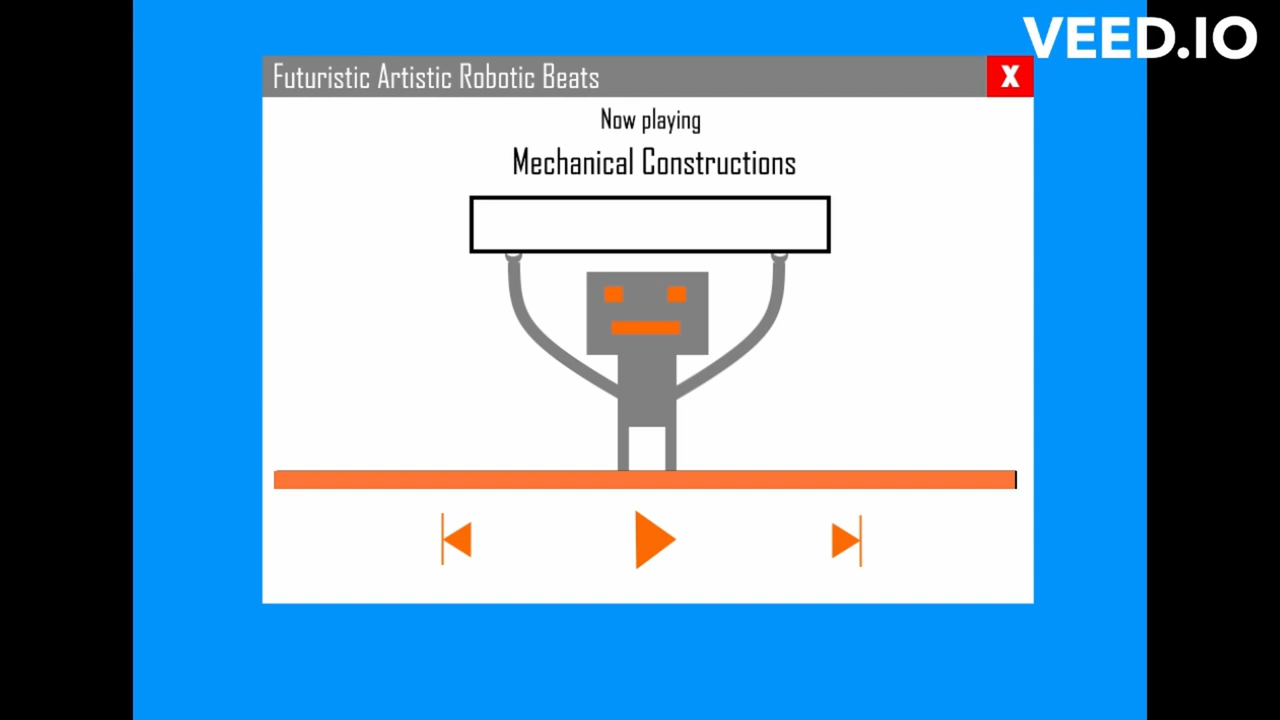 VEED.IO
Futuristic Artistic Robotic Beats
X
Now playing
Mechanical Constructions